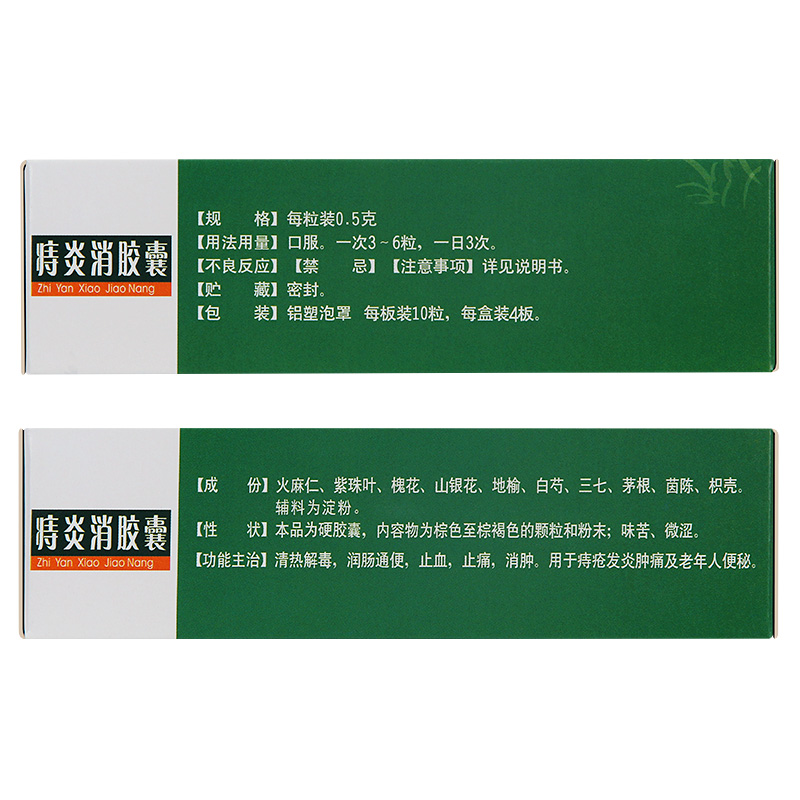 痔炎消胶囊
Zhi Yan Xiao Jiao Nang
【规 格】每粒装0.5克
【用法用量】口服。一次3~6粒，一日3次。
【不良反应】【禁 忌】【注意事项】详见说明书。
【贮 藏】密封。
【包 装】铝塑泡罩 每板装10粒，每盒装4板。
痔炎消胶囊
Zhi Yan Xiao Jiao Nang
【成 份】火麻仁、紫珠叶、槐花、山银花、地榆、白芍、三七、茅根、茵陈、枳壳。
辅料为淀粉。
【性 状】本品为硬胶囊，内容物为棕色至棕褐色的颗粒和粉末；味苦、微涩。
【功能主治】清热解毒，润肠通便，止血，止痛，消肿。用于痔疮发炎肿痛及老年人便秘。